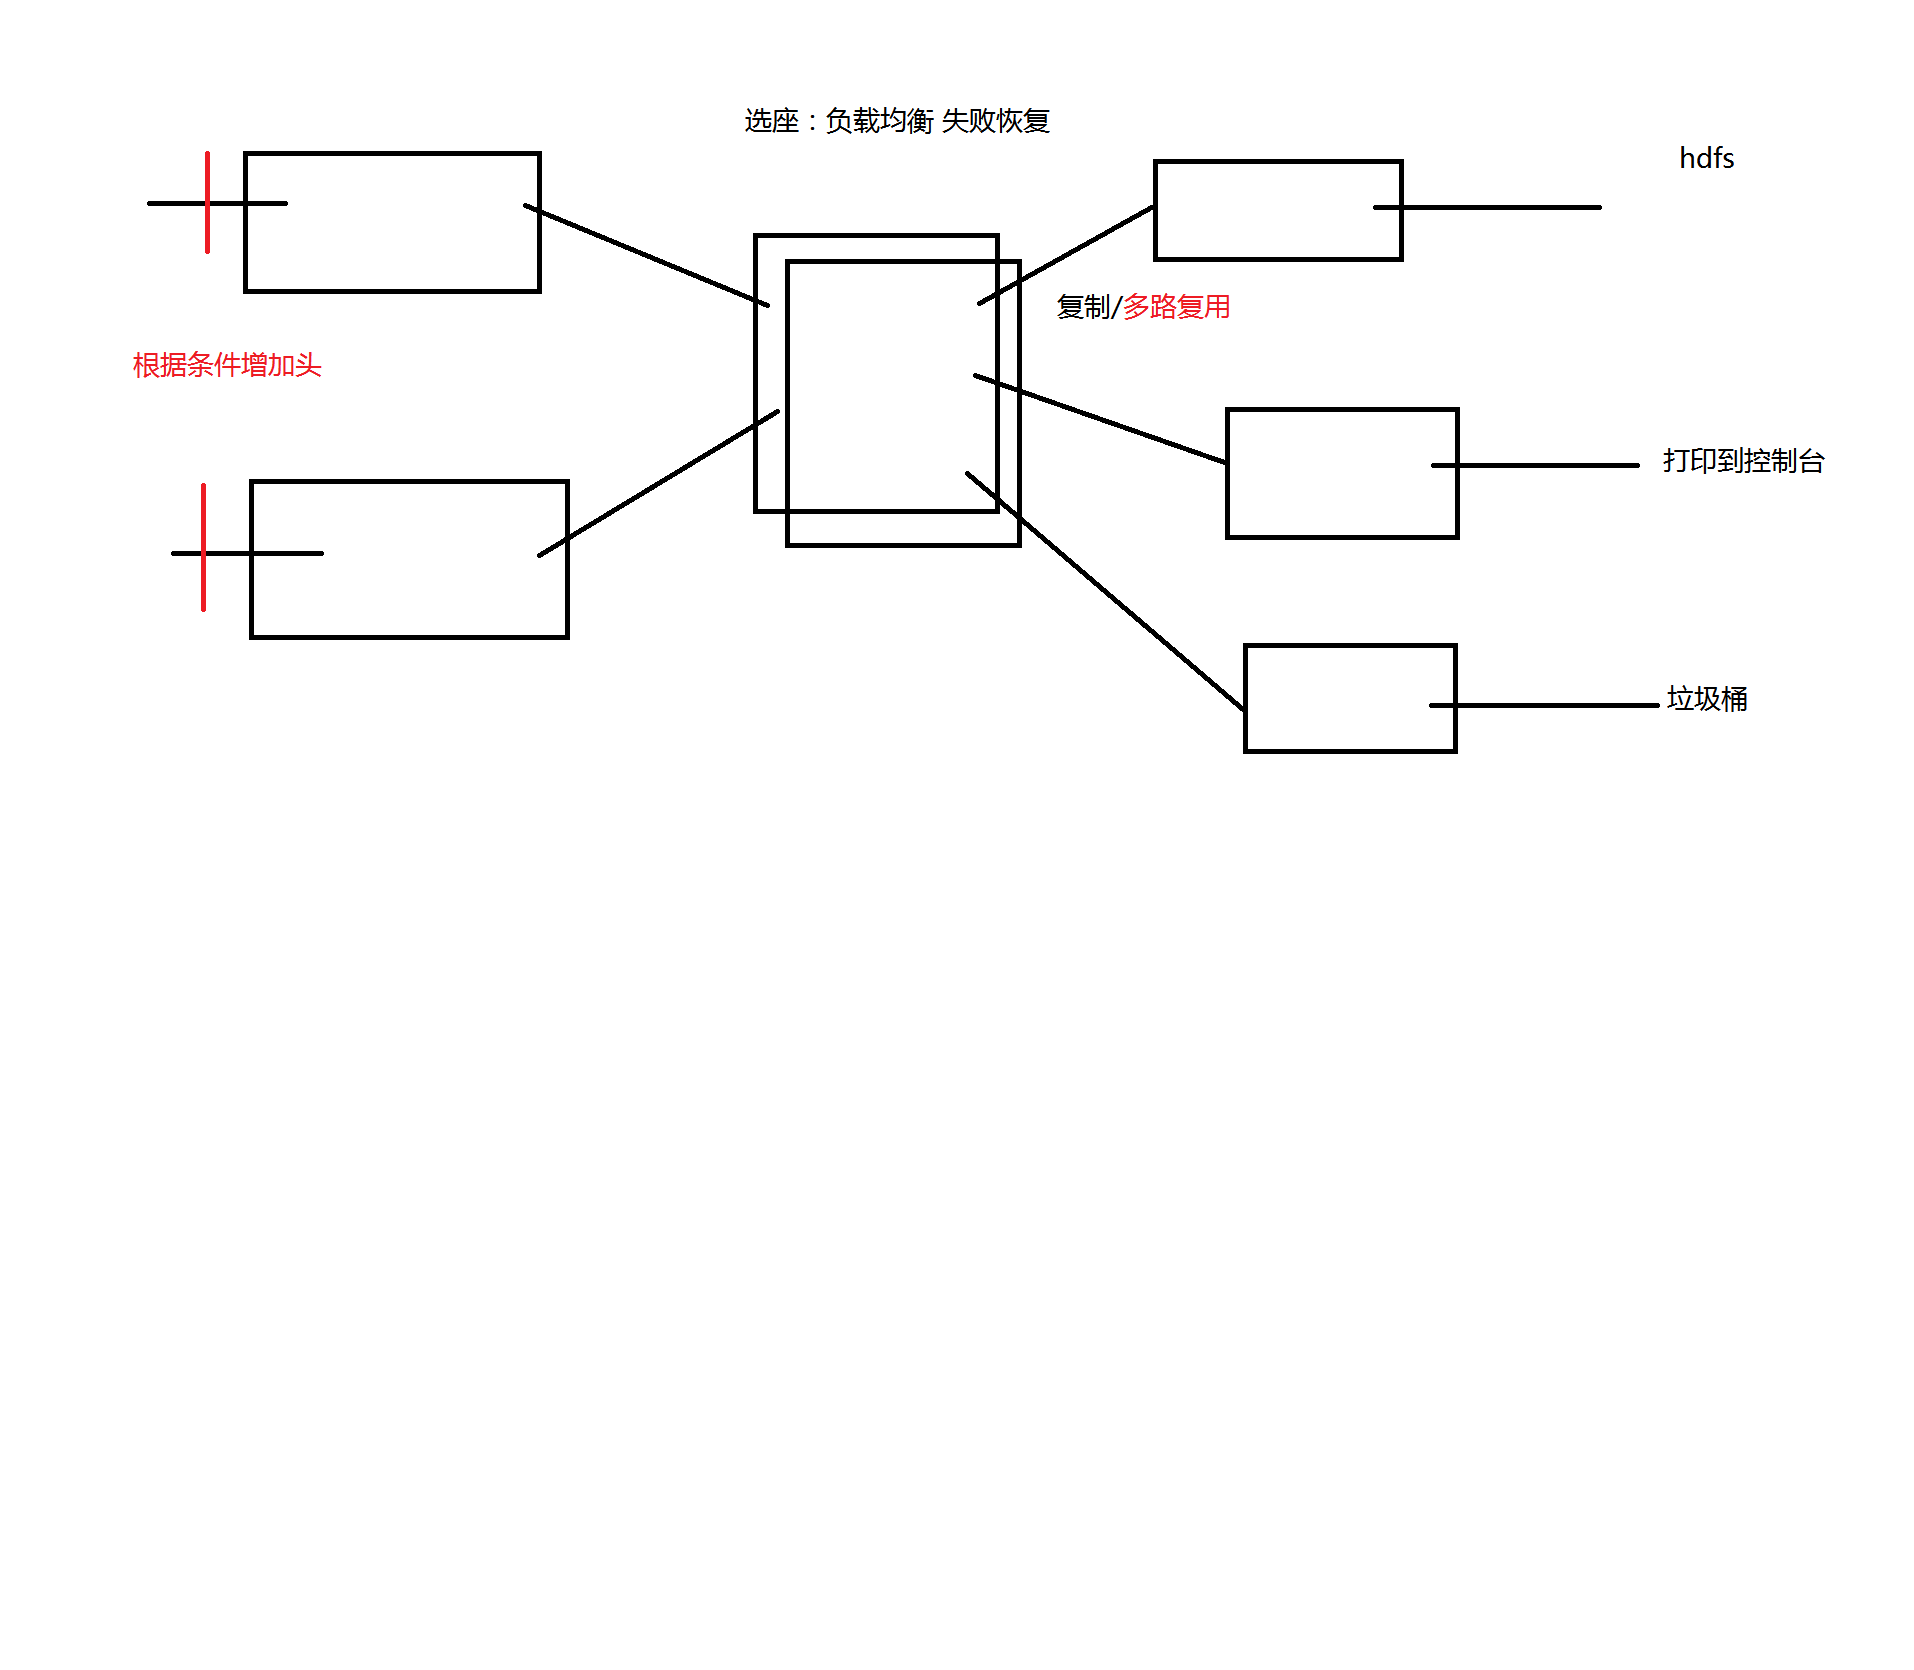 选座：负载均衡 失败恢复
hdfs
复制/多路复用
根据条件增加头
打印到控制台
垃圾桶